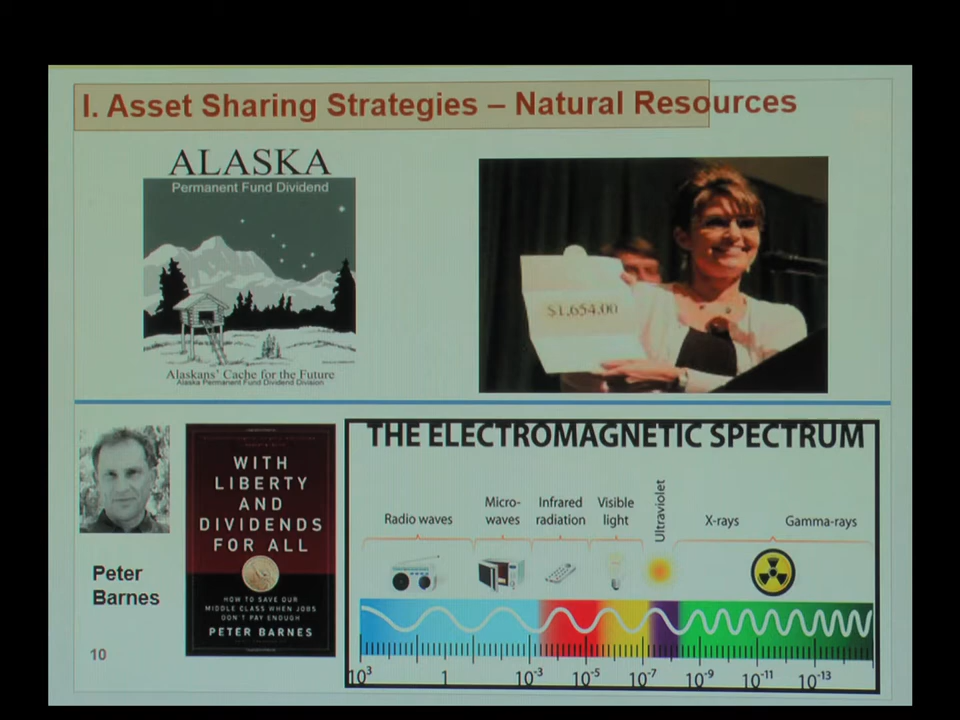 I. Asset Sharing Strategies – Natural Resources
ALASKA
Permanent Fund Dividend
Alaskans' Cache for the Future
Alaska Permanent Fund Dividend Division
$1,654.00
Peter
Barnes
WITH
LIBERTY
AND
DIVIDENDS
FOR ALL
HOW TO SAVE OUR
MIDDLE CLASS WHEN JOBS
DON'T PAY ENOUGH
PETER BARNES
THE ELECTROMAGNETIC SPECTRUM
Radio waves
Micro-
waves
Infrared
radiation
Visible
light
Ultraviolet
X-rays
Gamma-rays
10³
1
10⁻³
10⁻⁵
10⁻⁷
10⁻⁹
10⁻¹¹
10⁻¹³
10